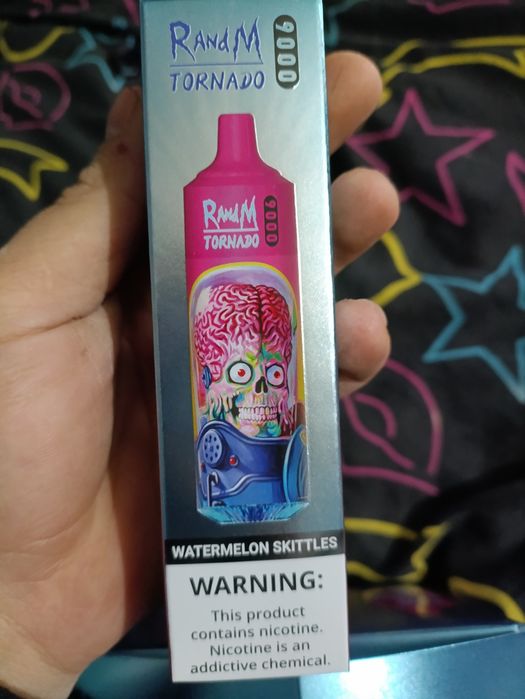 RANDM
TORNADO
9000
RANDM
TORNADO
9000
WATERMELON SKITTLES
WARNING:
This product
contains nicotine.
Nicotine is an
addictive chemical.